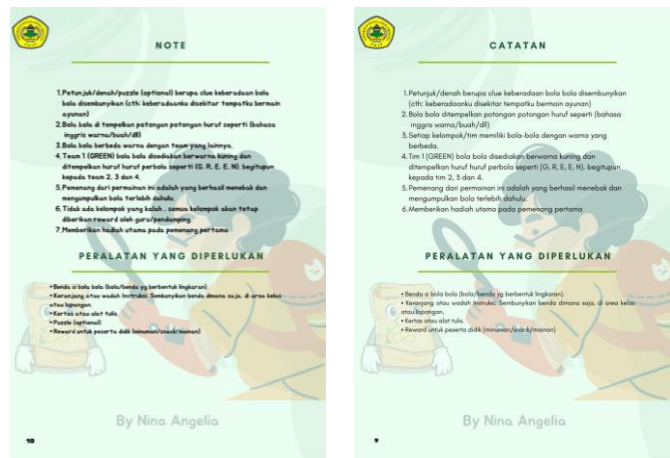 NOTE
1.Petunjuk/denah/puzzle (optional) berupa clue keberadaan bola
bola disembunyikan (cth: keberadaanku disekitar tempatku bermain
ayunan)
2.Bola bola di tempelkan potongan potongan huruf seperti (bahasa
inggris warna/buah/dll)
3.Bola bola berbeda warna dengan team yang lainnya.
4.Team 1 (GREEN) bola bola disediakan berwarna kuning dan
ditempelkan huruf huruf perbola seperti (G, R, E, E, N), begitupun
kepada team 2, 3 dan 4.
5.Pemenang dari permainan ini adalah yang berhasil menebak dan
mengumpulkan bola terlebih dahulu.
6.Tidak ada kelompok yang kalah , semua kelompok akan tetap
diberikan reward oleh guru/pendamping
7.Memberikan hadiah utama pada pemenang pertama
PERALATAN YANG DIPERLUKAN
• Benda si bola bola (bola/benda yg berbentuk lingkaran).
• Keranjang atau wadah Instruksi: Sembunyikan benda dimana saja, di area kelas
atau lapangan.
• Kertas atau alat tulis.
• Puzzle (optional)
• Reward untuk peserta didik (minuman/snack/mainan)
By Nina Angelia
10
CATATAN
1.Petunjuk/denah berupa clue keberadaan bola bola disembunyikan
(cth: keberadaanku disekitar tempatku bermain ayunan)
2.Bola bola ditempelkan potongan potongan huruf seperti (bahasa
inggris warna/buah/dll)
3.Setiap kelompok/tim memiliki bola-bola dengan warna yang
berbeda.
4.Tim 1 (GREEN) bola bola disediakan berwarna kuning dan
ditempelkan huruf huruf perbola seperti (G, R, E, E, N), begitupun
kepada tim 2, 3 dan 4.
5.Pemenang dari permainan ini adalah yang berhasil menebak dan
mengumpulkan bola terlebih dahulu.
6.Memberikan hadiah utama pada pemenang pertama
PERALATAN YANG DIPERLUKAN
• Benda si bola bola (bola/benda yg berbentuk lingkaran).
• Keranjang atau wadah Instruksi: Sembunyikan benda dimana saja, di area kelas
atau lapangan.
• Kertas atau alat tulis.
• Reward untuk peserta didik (minuman/snack/mainan)
By Nina Angelia
9